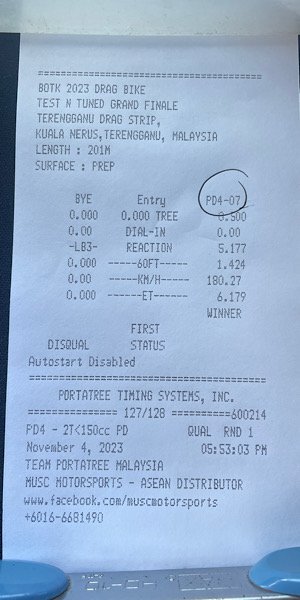 BOTK 2023 DRAG BIKE
TEST N TUNED GRAND FINALE
TERENGGANU DRAG STRIP,
KUALA NERUS,TERENGGANU, MALAYSIA
LENGTH : 201M
SURFACE : PREP
BYE Entry PD4-07
0.000 0.000 TREE 0.500
0.00 DIAL-IN 0.00
-LB3- REACTION 5.177
0.000 -----60FT----- 1.424
0.00 -----KM/H----- 180.27
0.000 ------ET------ 6.179
WINNER
FIRST
DISQUAL STATUS
Autostart Disabled
PORTATREE TIMING SYSTEMS, INC.
============== 127/128 ==========600214
PD4 - 2T<150cc PD QUAL RND 1
November 4, 2023 05:53:03 PM
TEAM PORTATREE MALAYSIA
MUSC MOTORSPORTS - ASEAN DISTRIBUTOR
www.facebook.com/muscmotorsports
+6016-6681490